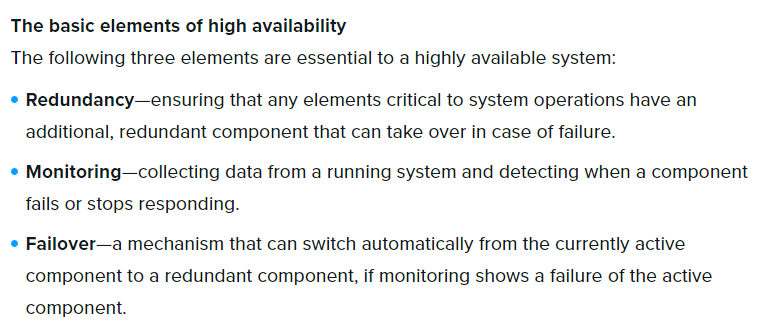 The basic elements of high availability
The following three elements are essential to a highly available system:
• Redundancy—ensuring that any elements critical to system operations have an
additional, redundant component that can take over in case of failure.
• Monitoring—collecting data from a running system and detecting when a component
fails or stops responding.
• Failover—a mechanism that can switch automatically from the currently active
component to a redundant component, if monitoring shows a failure of the active
component.